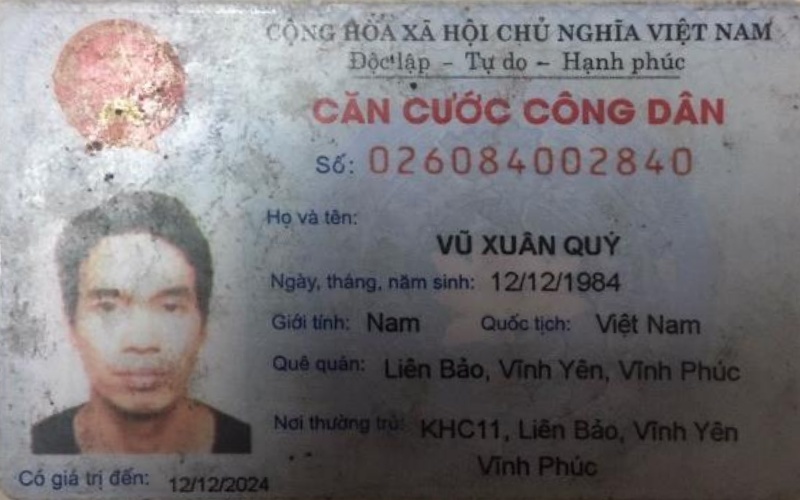 CỘNG HÒA XÃ HỘI CHỦ NGHĨA VIỆT NAM
Độc lập - Tự do - Hạnh phúc
CĂN CƯỚC CÔNG DÂN
Số: 026084002840
Họ và tên:
VŨ XUÂN QUÝ
Ngày, tháng, năm sinh: 12/12/1984
Giới tính: Nam Quốc tịch: Việt Nam
Quê quán: Liên Bảo, Vĩnh Yên, Vĩnh Phúc
Nơi thường trú: KHC11, Liên Bảo, Vĩnh Yên
Vĩnh Phúc
Có giá trị đến: 12/12/2024